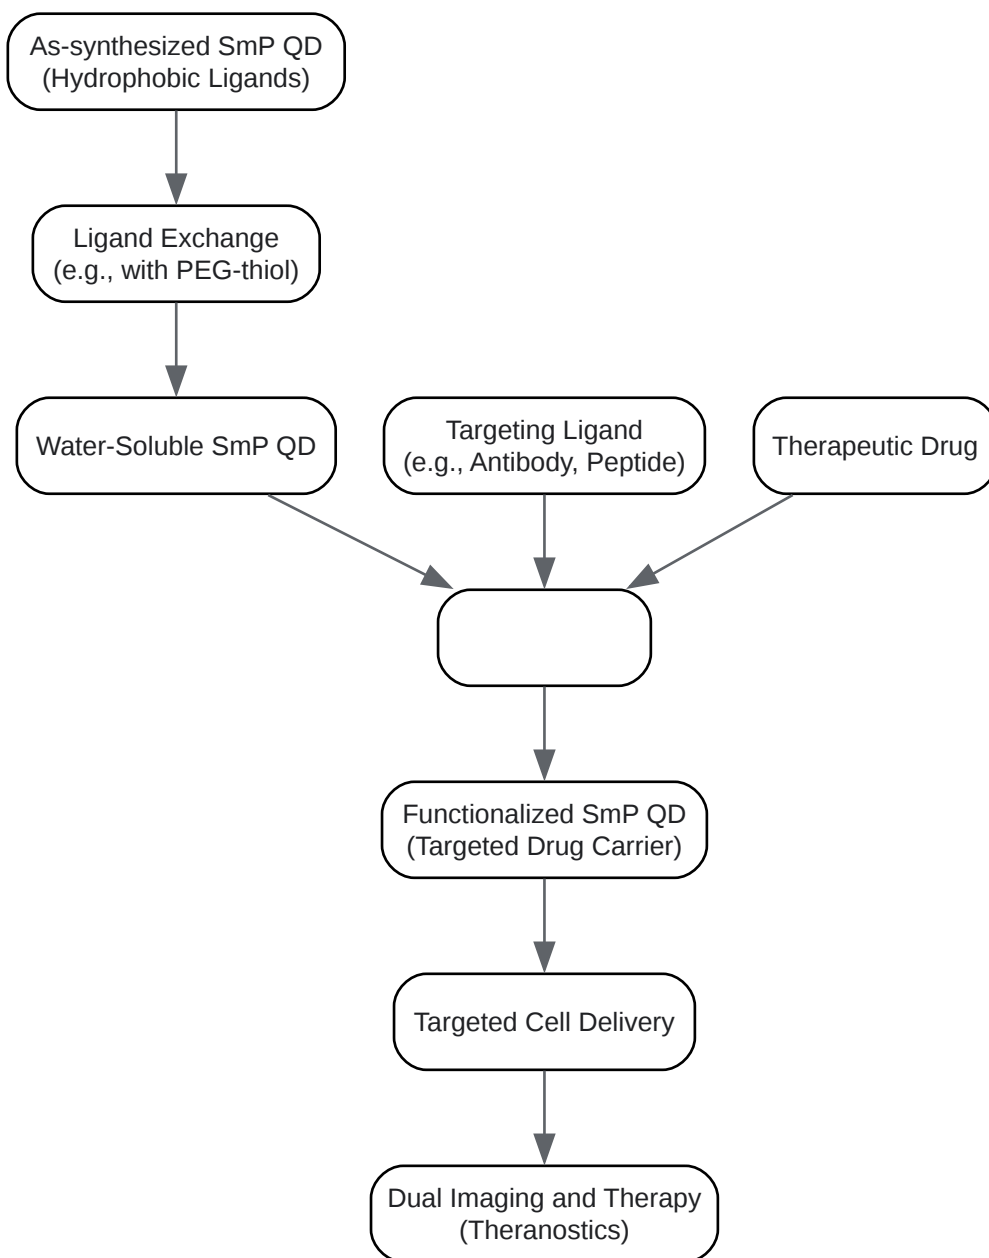 As-synthesized SmP QD
(Hydrophobic Ligands)
Ligand Exchange
(e.g., with PEG-thiol)
Water-Soluble SmP QD
Targeting Ligand
(e.g., Antibody, Peptide)
Therapeutic Drug
Functionalized SmP QD
(Targeted Drug Carrier)
Targeted Cell Delivery
Dual Imaging and Therapy
(Theranostics)